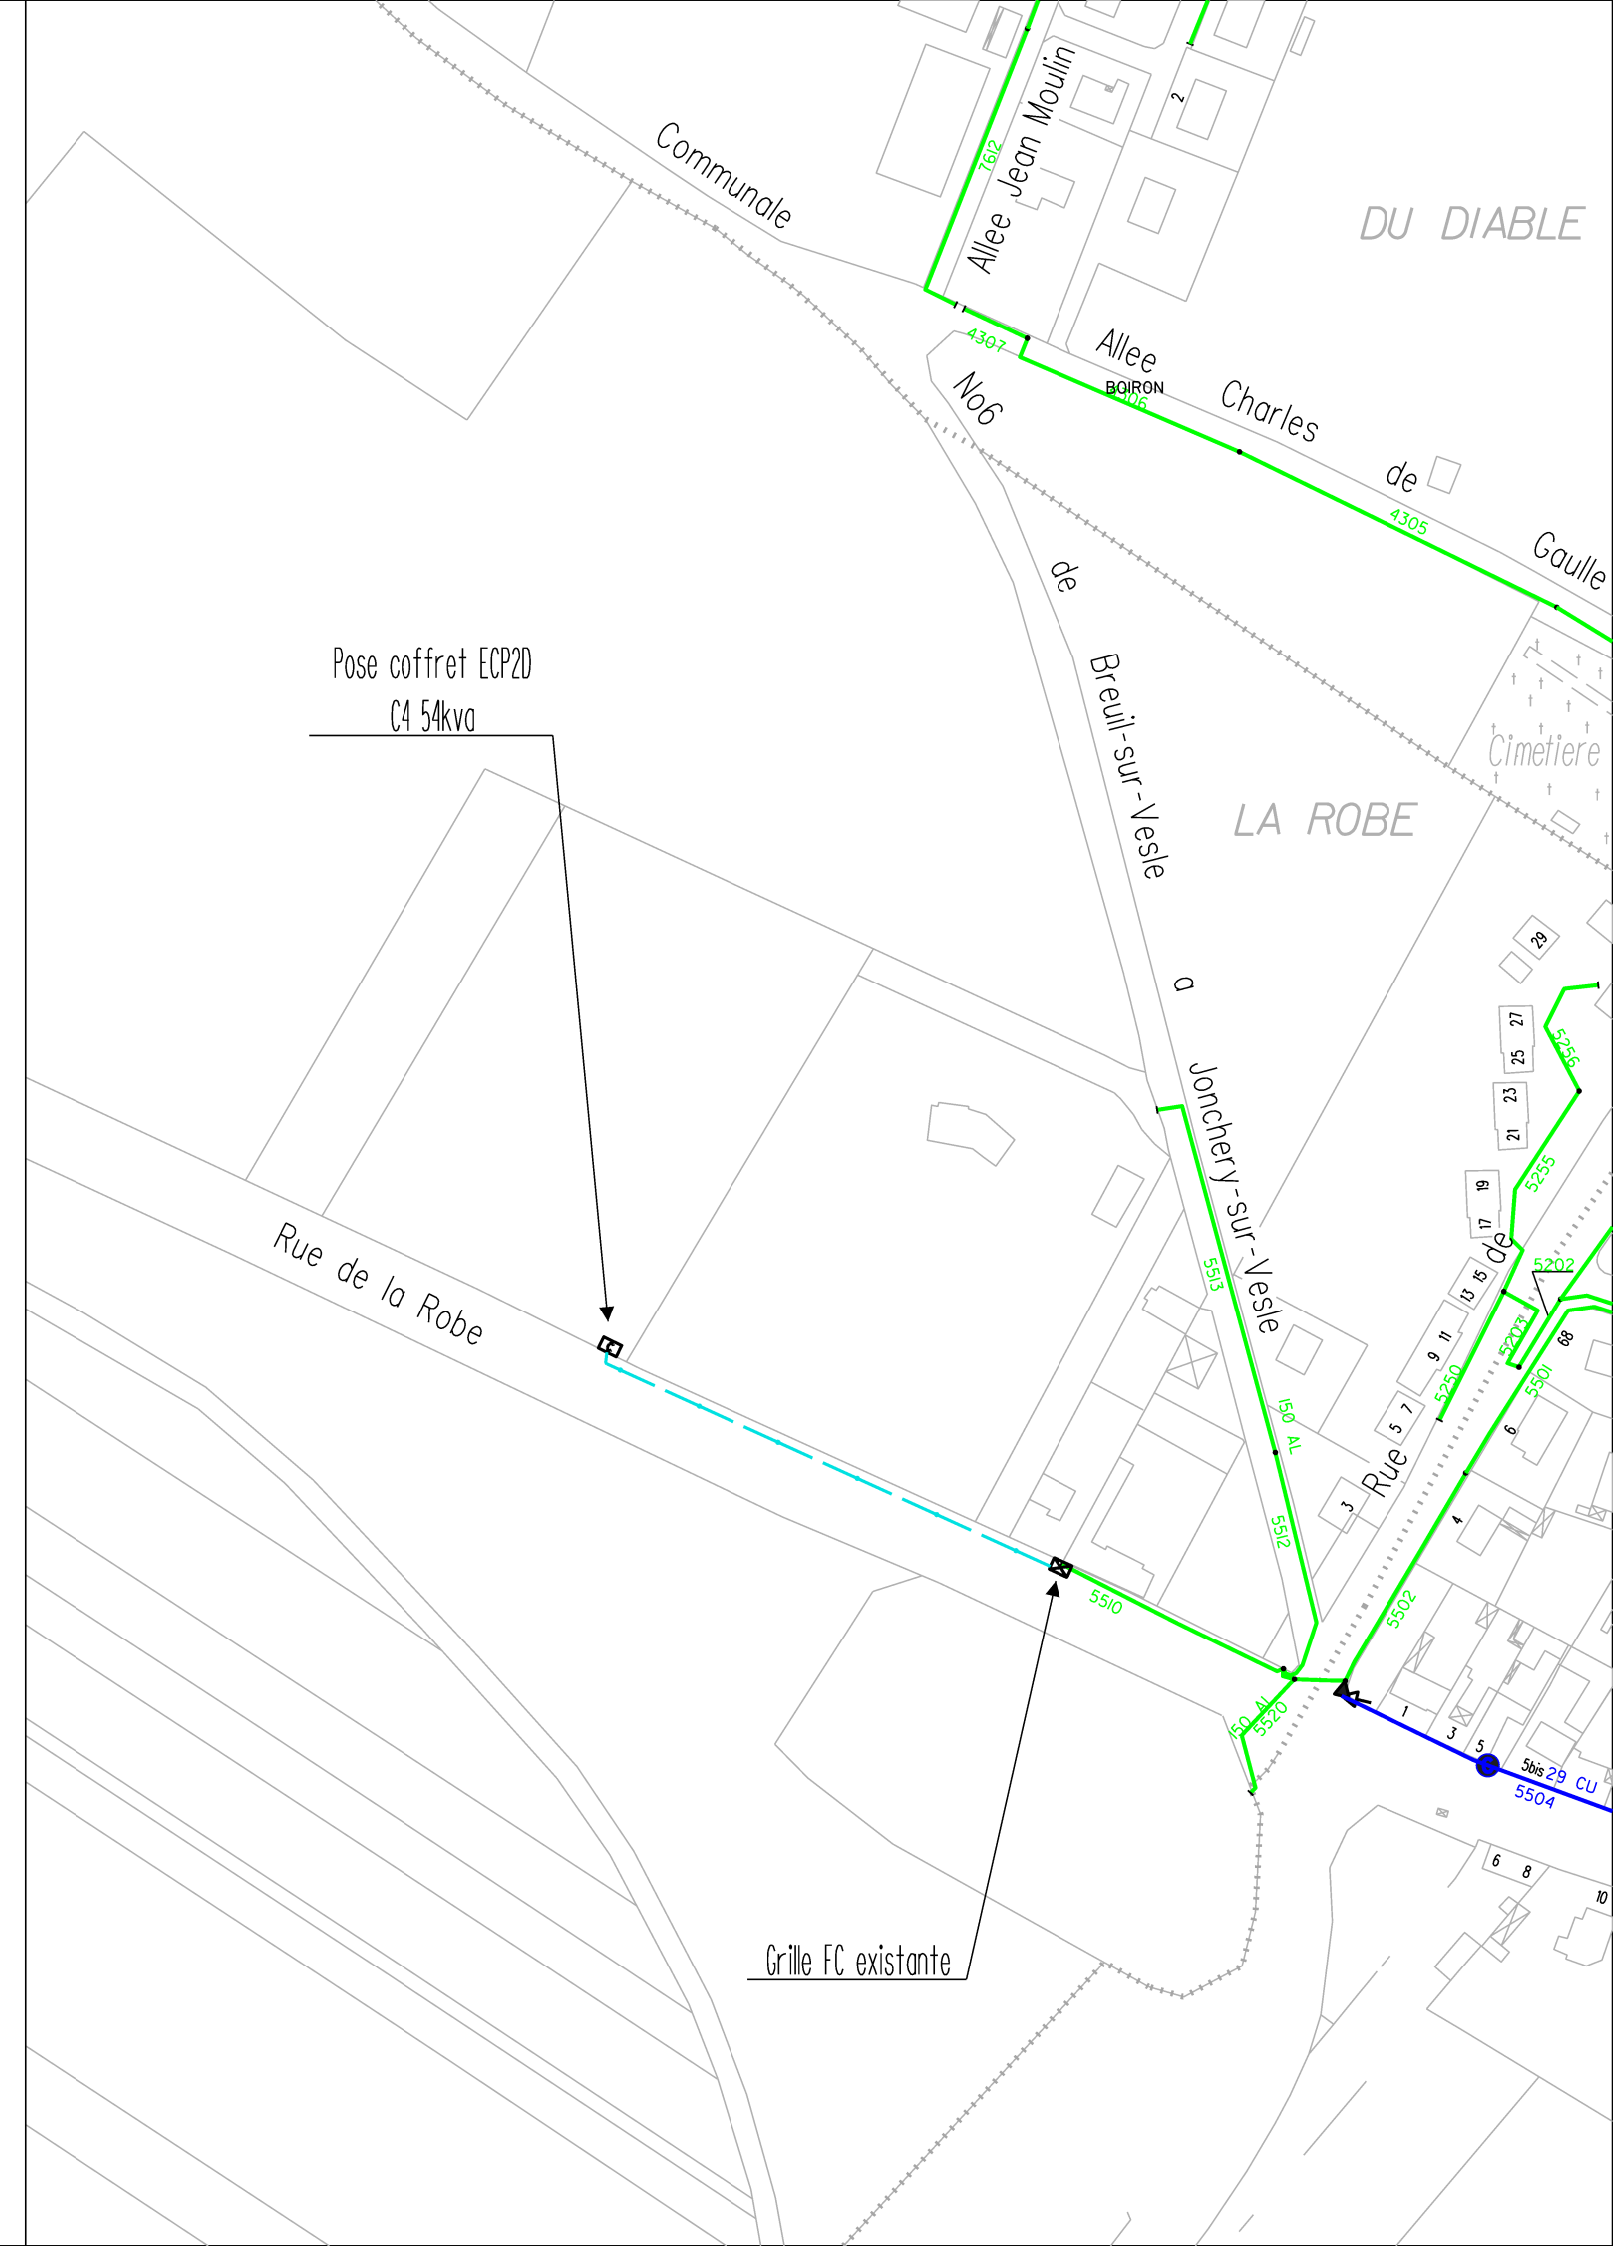 Communale
Allee Jean Moulin
7612
2
DU DIABLE
4307
No6
Allee
BOIRON
Charles
de
4305
Gaulle
de
Pose coffret ECP2D
C4 54kva
Breuil-sur-Vesle
Cimetiere
LA ROBE
29
a
27
25
5256
23
21
Jonchery-sur-Vesle
5255
19
17
de
Rue de la Robe
5513
5202
13 15
5203
68
9 11
5250
5501
5 7
150 AL
6
Rue
3
4
5512
5510
5502
150 AL
5520
1
3
5
5bis
29 CU
5504
6
8
10
Grille FC existante